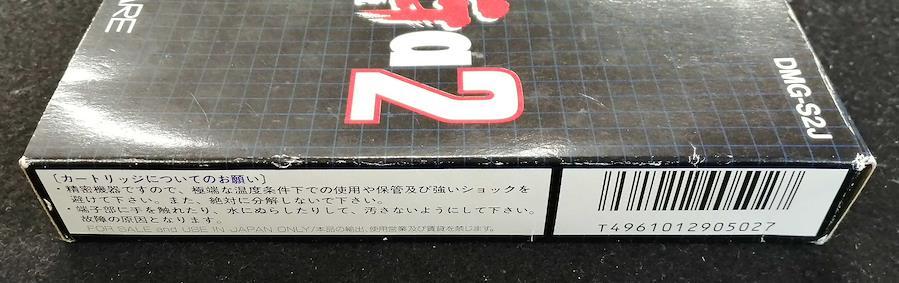 ARE
a2
DMG-S2J
〔カートリッジについてのお願い〕
・精密機器ですので、極端な温度条件下での使用や保管及び強いショックを
避けて下さい。また、絶対に分解しないで下さい。
・端子部に手を触れたり、水にぬらしたりして、汚さないようにして下さい。
故障の原因となります。
FOR SALE and USE IN JAPAN ONLY/本品の輸出、使用営業及び賃貸を禁じます。
T4961012905027